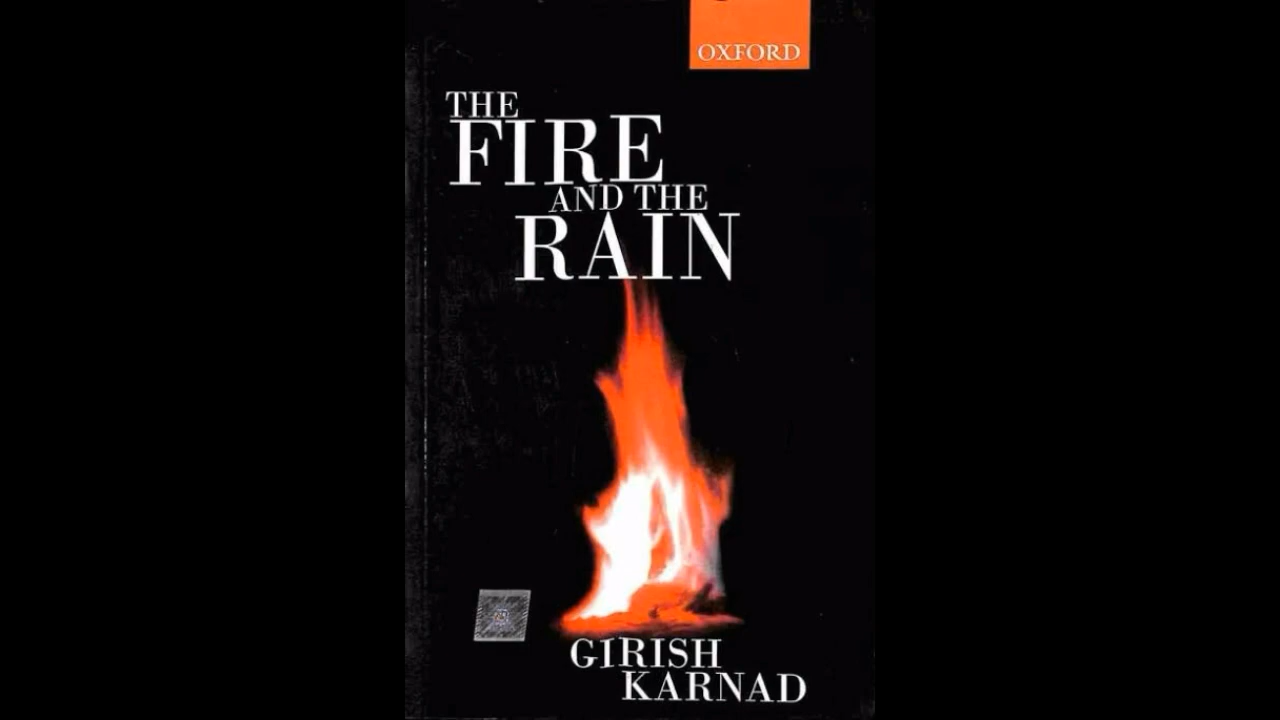 OXFORD
THE
FIRE
AND THE
RAIN
GIRISH
KARNAD